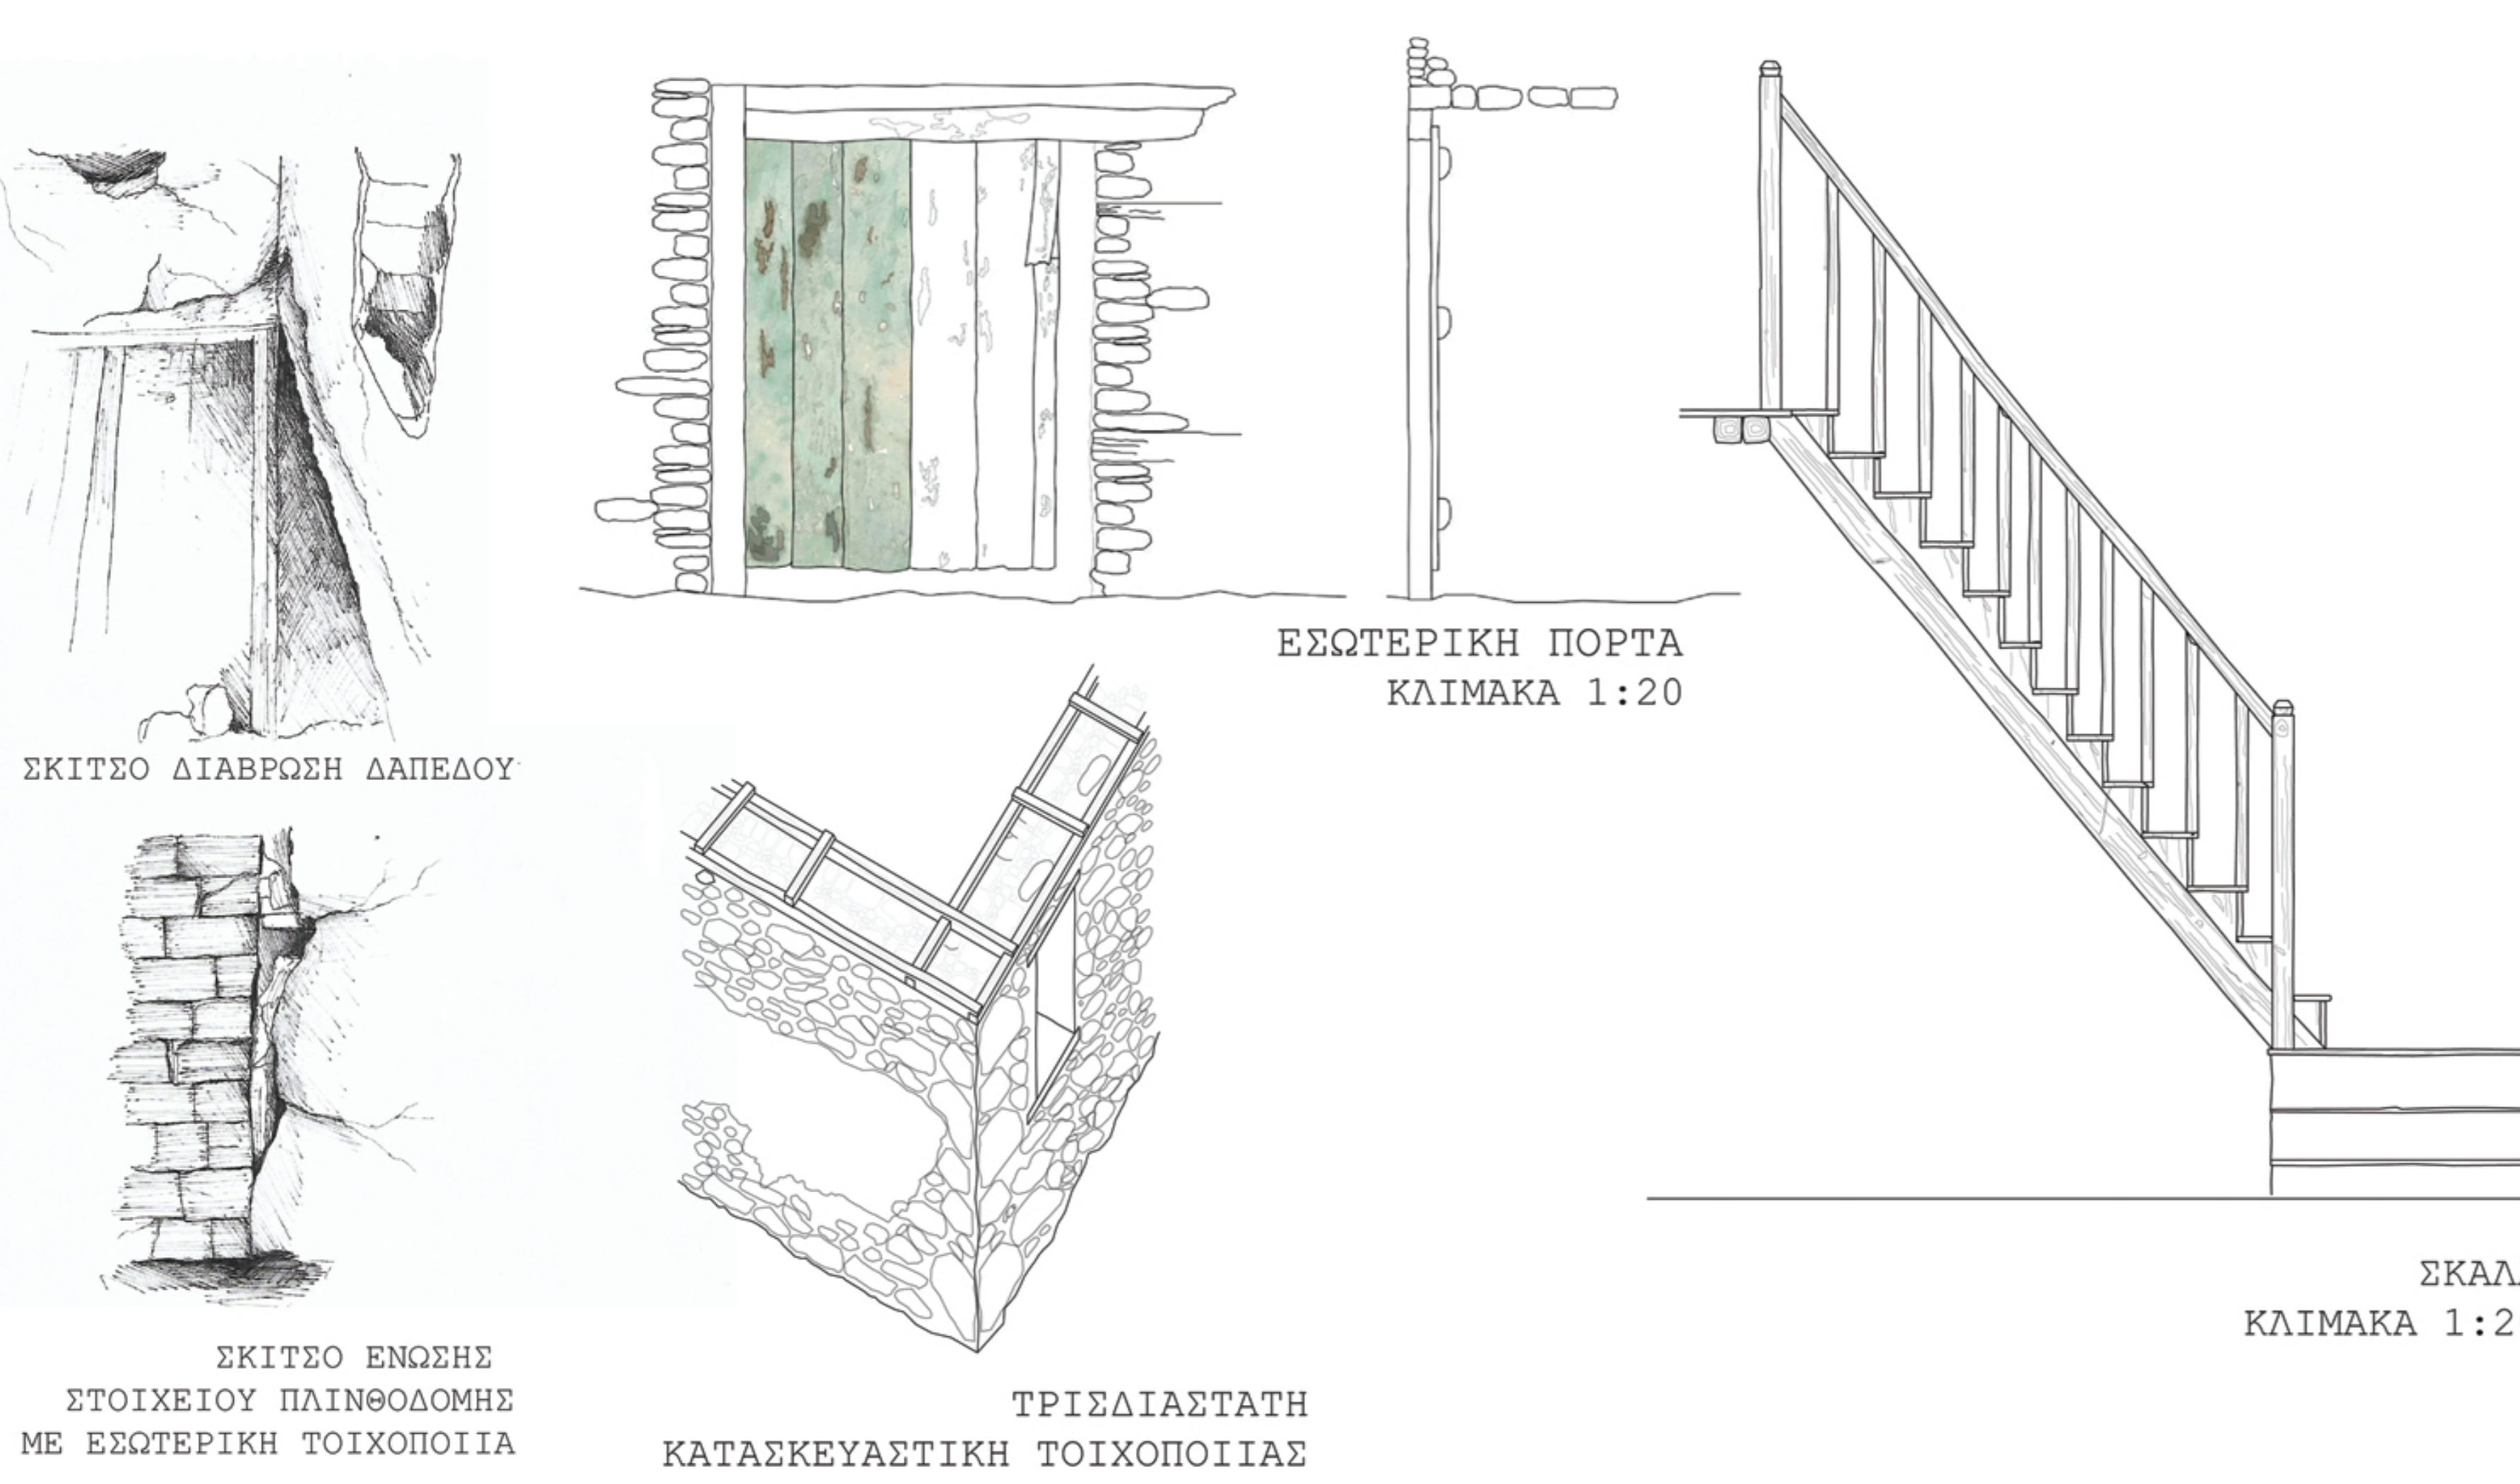 ΕΣΩΤΕΡΙΚΗ ΠΟΡΤΑ
ΚΛΙΜΑΚΑ 1:20
ΣΚΙΤΣΟ ΔΙΑΒΡΩΣΗ ΔΑΠΕΔΟΥ
ΣΚΙΤΣΟ ΕΝΩΣΗΣ
ΣΤΟΙΧΕΙΟΥ ΠΛΙΝΘΟΔΟΜΗΣ
ΜΕ ΕΣΩΤΕΡΙΚΗ ΤΟΙΧΟΠΟΙΙΑ
ΤΡΙΣΔΙΑΣΤΑΤΗ
ΚΑΤΑΣΚΕΥΑΣΤΙΚΗ ΤΟΙΧΟΠΟΙΙΑΣ
ΚΛΙΜΑΚΑ 1:2